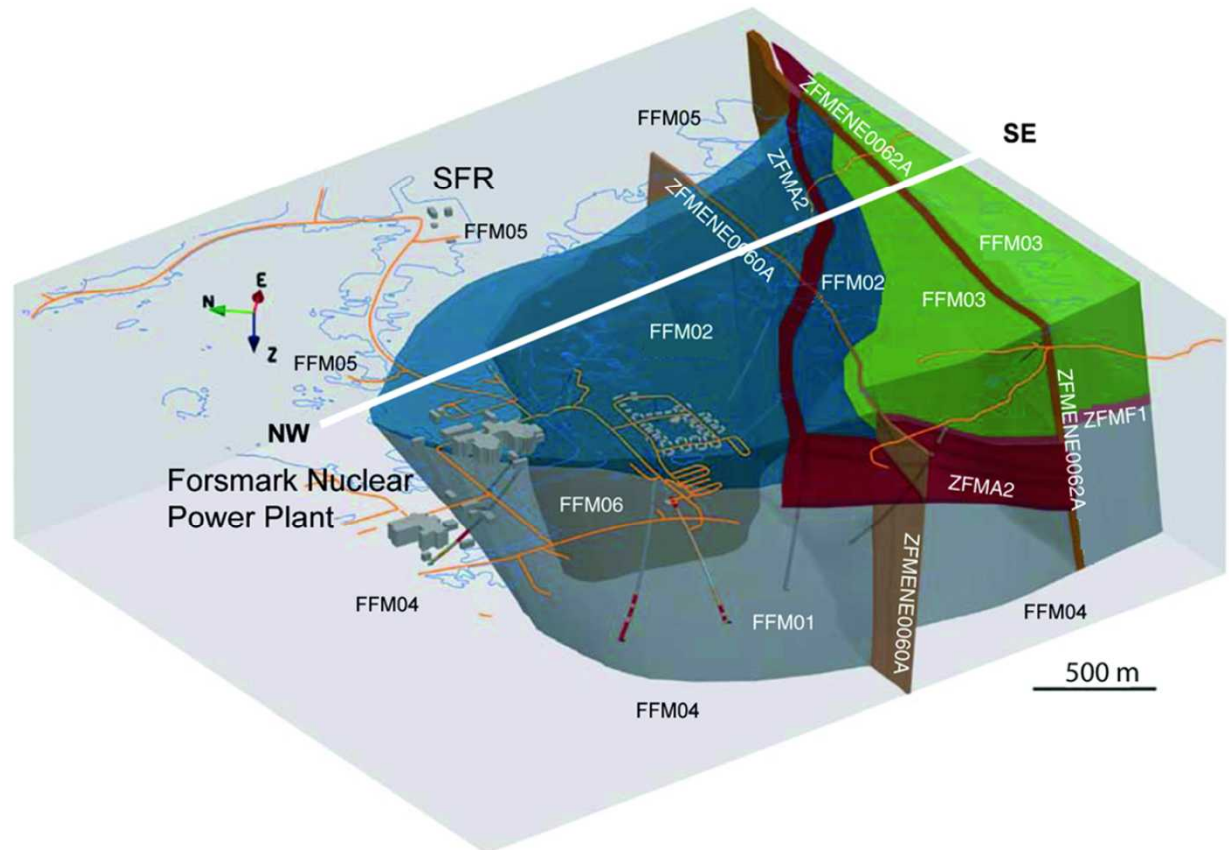 FFM05
ZFMENE0062A
SE
SFR
ZFMA2
ZFMENE0060A
FFM05
FFM03
E
N
FFM02
FFM03
FFM02
Z
FFM05
NW
ZFMENE0062A
ZFMF1
Forsmark Nuclear
Power Plant
FFM06
ZFMA2
FFM04
FFM01
ZFMENE0060A
FFM04
500 m
FFM04